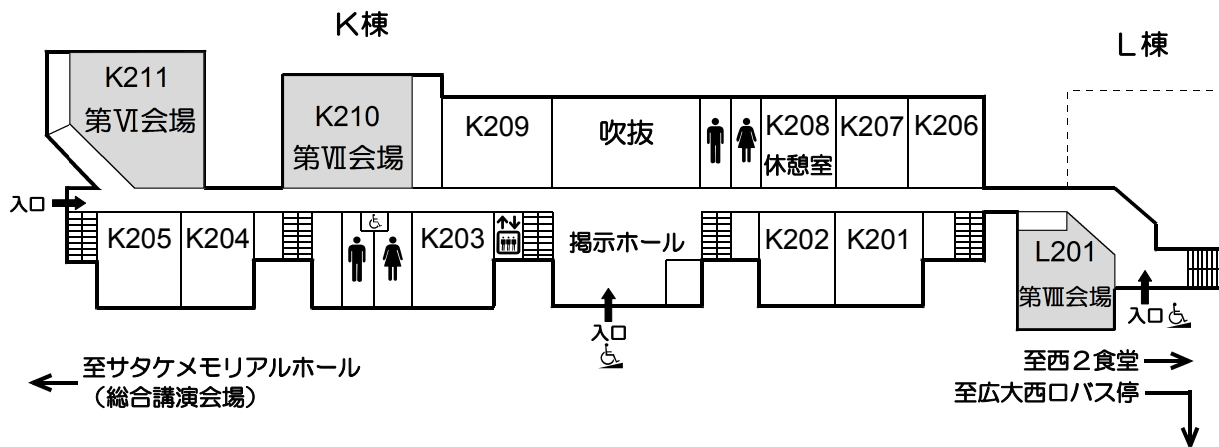 K棟
L棟
K211
第Ⅵ会場
K210
第Ⅶ会場
K209
吹抜
K208
休憩室
K207
K206
入口
K205
K204
K203
掲示ホール
K202
K201
L201
第Ⅷ会場
入口
入口
至サタケメモリアルホール
(総合講演会場)
至西2食堂
至広大西口バス停